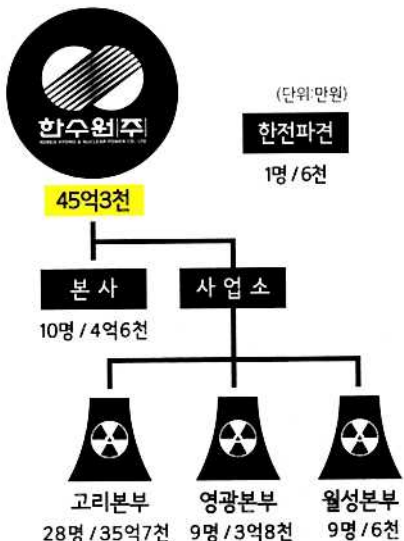 한수원(주)
KOREA HYDRO & NUCLEAR POWER CO., LTD
45억3천
(단위:만원)
한전파견
1명/6천
본사
10명/4억6천
사업소
고리본부
28명/35억7천
영광본부
9명/3억8천
월성본부
9명/6천